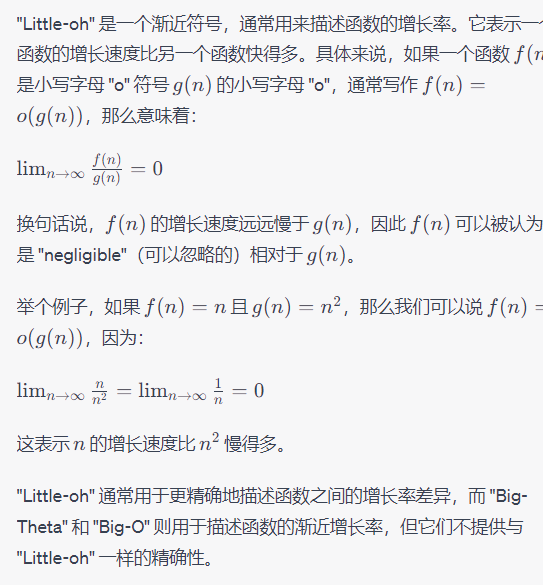 "Little-oh" 是一个渐近符号，通常用来描述函数的增长率。它表示一个
函数的增长速度比另一个函数快得多。具体来说，如果一个函数 f(n
是小写字母 "o" 符号 g(n) 的小写字母 "o"，通常写作 f(n) =
o(g(n))，那么意味着：
lim_{n→∞} \frac{f(n)}{g(n)} = 0
换句话说，f(n) 的增长速度远远慢于 g(n)，因此 f(n) 可以被认为
是 "negligible"（可以忽略的）相对于 g(n)。
举个例子，如果 f(n) = n 且 g(n) = n²，那么我们可以说 f(n) =
o(g(n))，因为：
lim_{n→∞} \frac{n}{n²} = lim_{n→∞} \frac{1}{n} = 0
这表示 n 的增长速度比 n² 慢得多。
"Little-oh" 通常用于更精确地描述函数之间的增长率差异，而 "Big-
Theta" 和 "Big-O" 则用于描述函数的渐近增长率，但它们不提供与
"Little-oh" 一样的精确性。